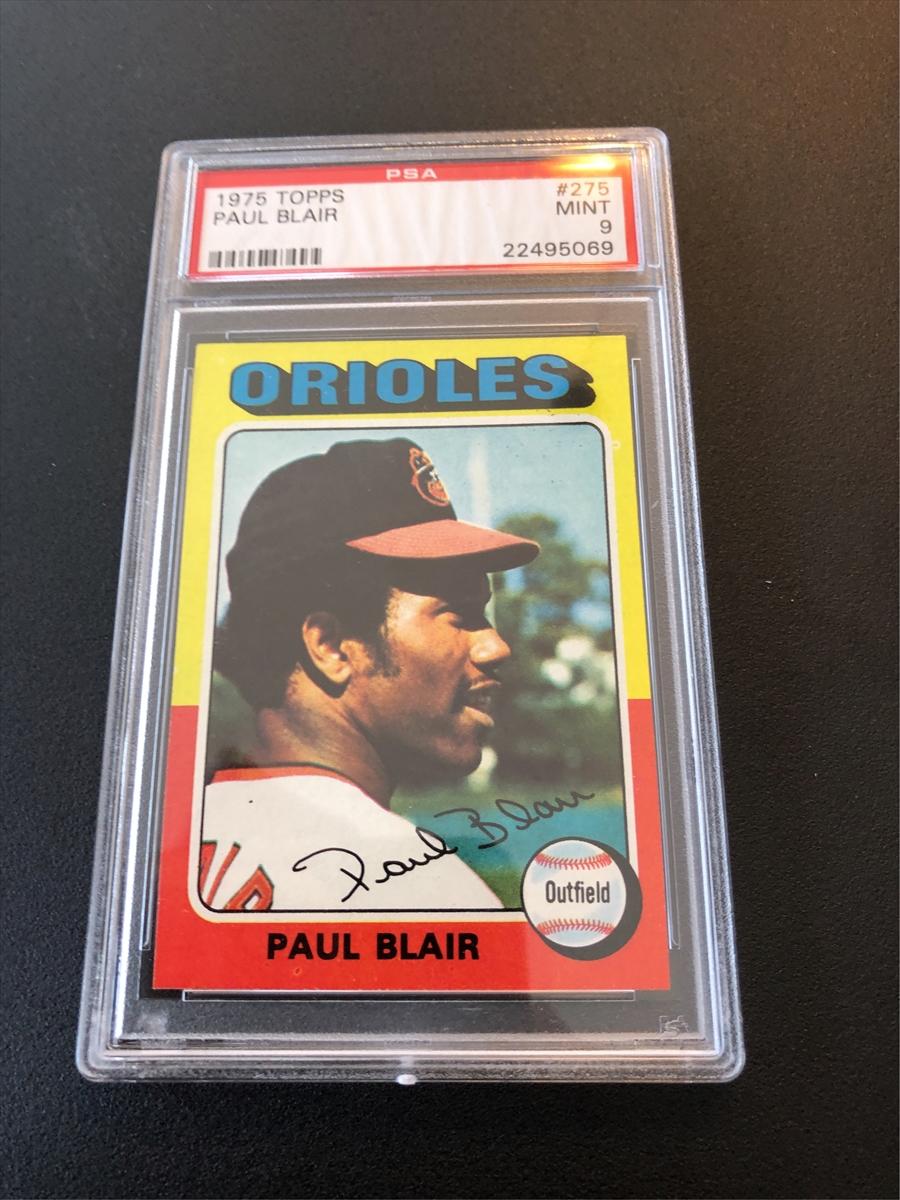 PSA
1975 TOPPS #275
PAUL BLAIR MINT
9
22495069
ORIOLES
Paul Blair
Outfield
PAUL BLAIR